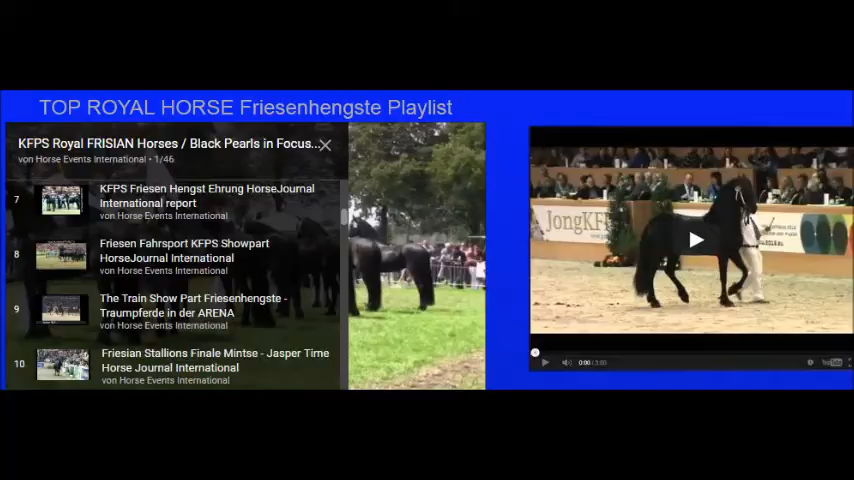 TOP ROYAL HORSE Friesenhengste Playlist
KFPS Royal FRISIAN Horses / Black Pearls in Focus...
von Horse Events International • 1/46
7
KFPS Friesen Hengst Ehrung HorseJournal
International report
von Horse Events International
8
Friesen Fahrsport KFPS Showpart
HorseJournal International
von Horse Events International
9
The Train Show Part Friesenhengste -
Traumpferde in der ARENA
von Horse Events International
10
Friesian Stallions Finale Mintse - Jasper Time
Horse Journal International
von Horse Events International
JongKFP
0:00 / 3:00
YouTube